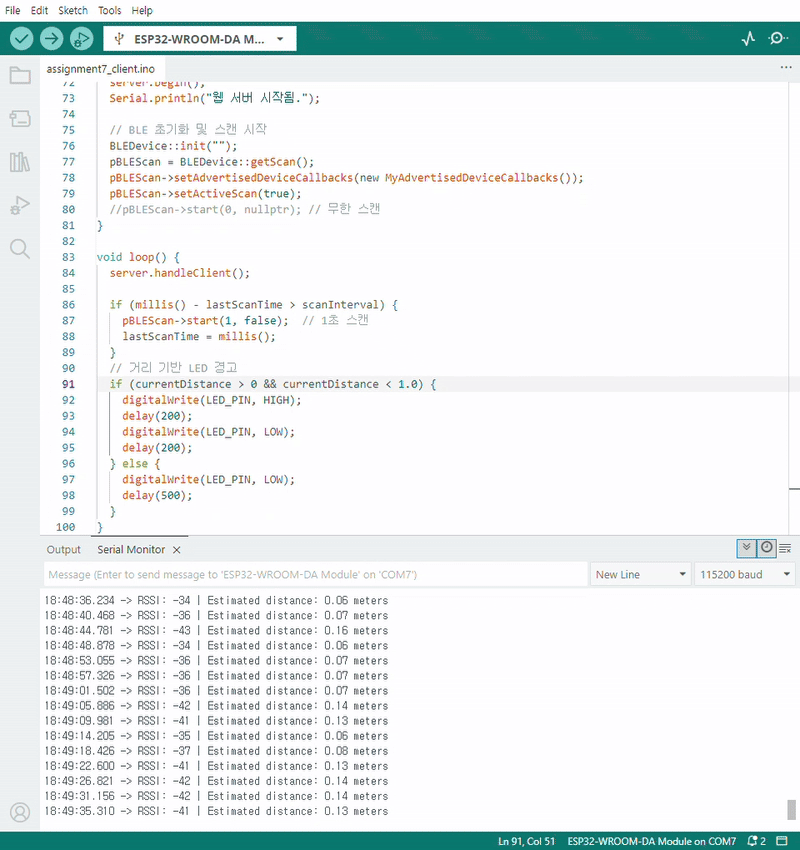 File Edit Sketch Tools Help
ESP32-WROOM-DA M...
assignment7_client.ino
72 server.begin();
73 Serial.println("웹 서버 시작됨.");
74
75 // BLE 초기화 및 스캔 시작
76 BLEDevice::init("");
77 pBLEScan = BLEDevice::getScan();
78 pBLEScan->setAdvertisedDeviceCallbacks(new MyAdvertisedDeviceCallbacks());
79 pBLEScan->setActiveScan(true);
80 //pBLEScan->start(0, nullptr); // 무한 스캔
81 }
82
83 void loop() {
84 server.handleClient();
85
86 if (millis() - lastScanTime > scanInterval) {
87 pBLEScan->start(1, false); // 1초 스캔
88 lastScanTime = millis();
89 }
90 // 거리 기반 LED 경고
91 if (currentDistance > 0 && currentDistance < 1.0) {
92 digitalWrite(LED_PIN, HIGH);
93 delay(200);
94 digitalWrite(LED_PIN, LOW);
95 delay(200);
96 } else {
97 digitalWrite(LED_PIN, LOW);
98 delay(500);
99 }
100 }
Output Serial Monitor
Message (Enter to send message to 'ESP32-WROOM-DA Module' on 'COM7') New Line 115200 baud
18:48:36.234 -> RSSI: -34 | Estimated distance: 0.06 meters
18:48:40.468 -> RSSI: -36 | Estimated distance: 0.07 meters
18:48:44.781 -> RSSI: -43 | Estimated distance: 0.16 meters
18:48:48.878 -> RSSI: -34 | Estimated distance: 0.06 meters
18:48:53.055 -> RSSI: -36 | Estimated distance: 0.07 meters
18:48:57.326 -> RSSI: -36 | Estimated distance: 0.07 meters
18:49:01.502 -> RSSI: -36 | Estimated distance: 0.07 meters
18:49:05.886 -> RSSI: -42 | Estimated distance: 0.14 meters
18:49:09.981 -> RSSI: -41 | Estimated distance: 0.13 meters
18:49:14.205 -> RSSI: -35 | Estimated distance: 0.06 meters
18:49:18.426 -> RSSI: -37 | Estimated distance: 0.08 meters
18:49:22.600 -> RSSI: -41 | Estimated distance: 0.13 meters
18:49:26.821 -> RSSI: -42 | Estimated distance: 0.14 meters
18:49:31.156 -> RSSI: -42 | Estimated distance: 0.14 meters
18:49:35.310 -> RSSI: -41 | Estimated distance: 0.13 meters
Ln 91, Col 51 ESP32-WROOM-DA Module on COM7 2